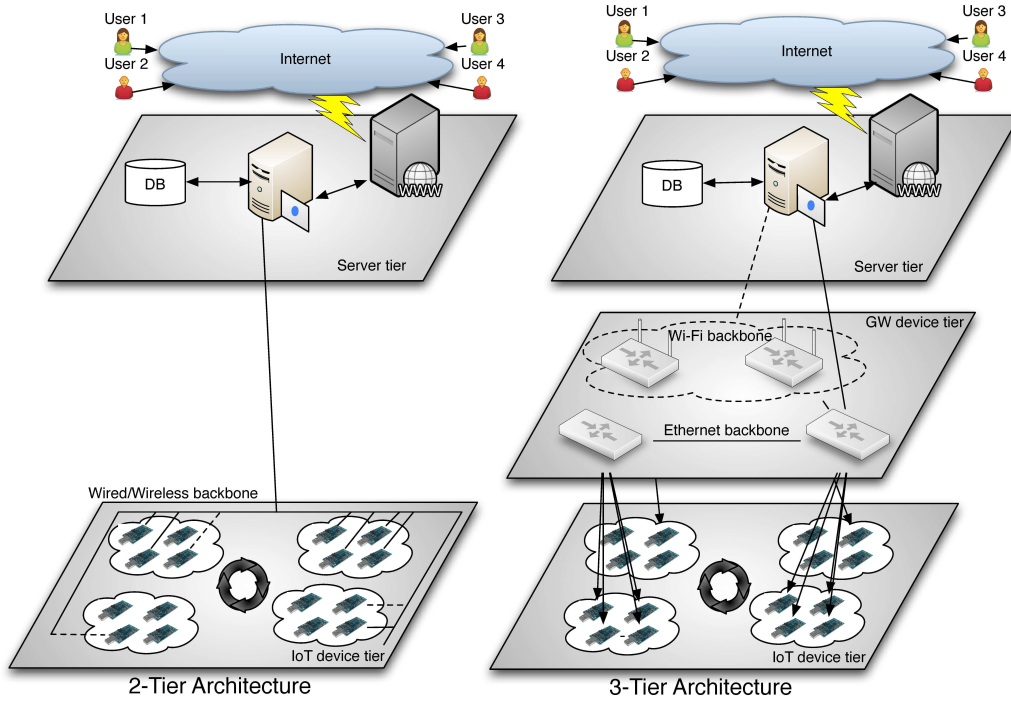 User 1
User 3
Internet
User 2
User 4
DB
WWW
Server tier
Wired/Wireless backbone
IoT device tier
2-Tier Architecture
User 1
User 3
Internet
User 2
User 4
DB
WWW
Server tier
GW device tier
Wi-Fi backbone
Ethernet backbone
IoT device tier
3-Tier Architecture